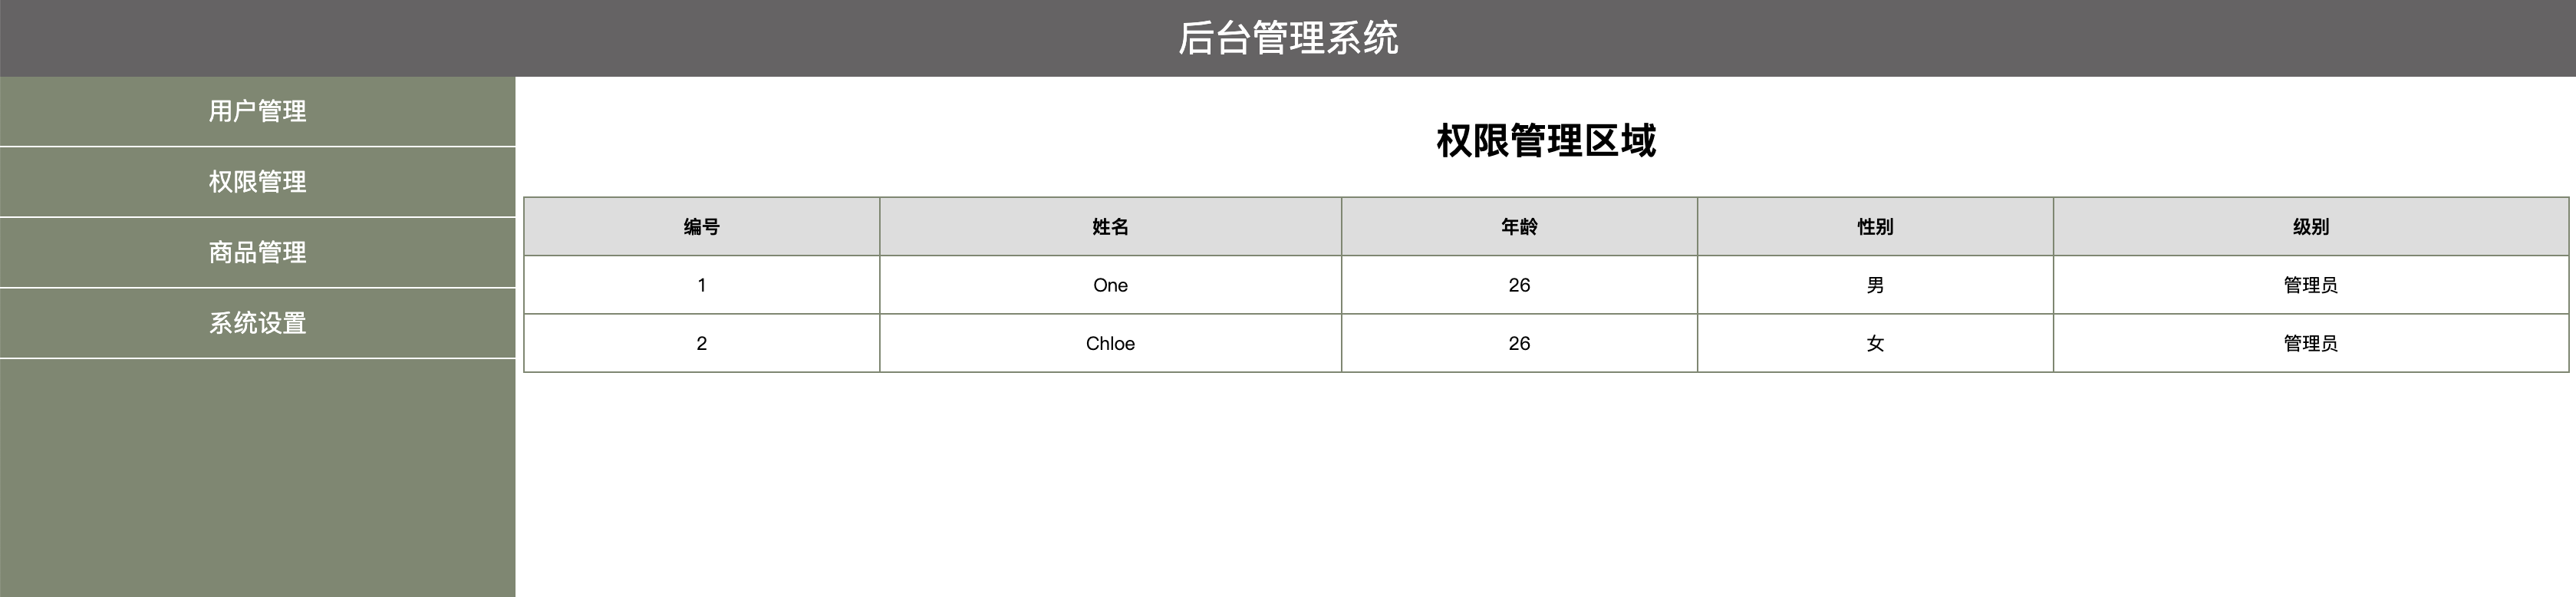 后台管理系统
用户管理
权限管理
商品管理
系统设置
权限管理区域
编号 姓名 年龄 性别 级别
1 One 26 男 管理员
2 Chloe 26 女 管理员